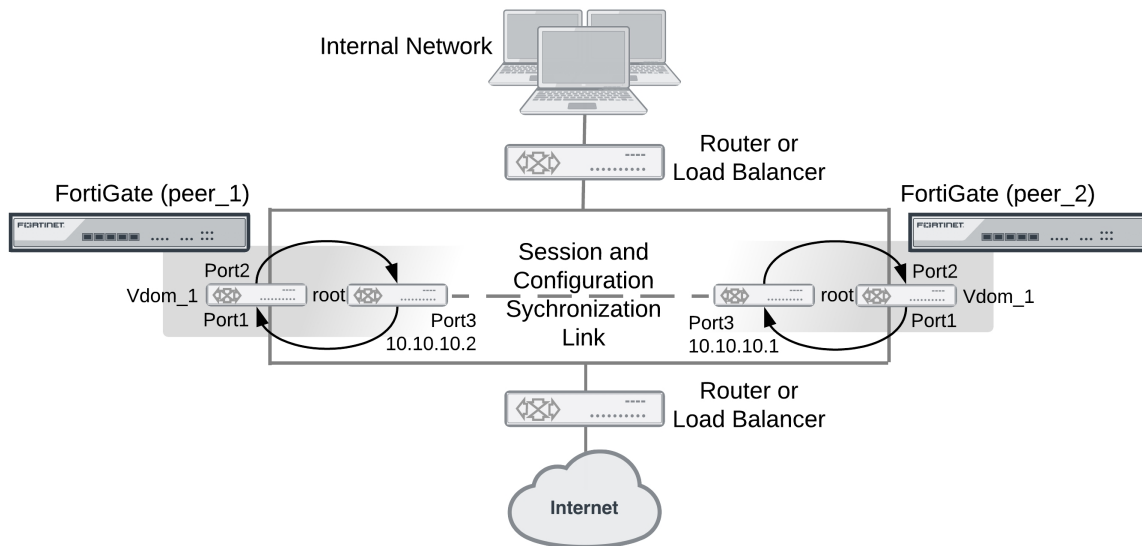 Internal Network
Router or
Load Balancer
FortiGate (peer_1)
FortiGate (peer_2)
FORTINET
FORTINET
Session and
Configuration
Sychronization
Link
Port2
Vdom_1
root
Port1
Port3
10.10.10.2
Port2
root
Vdom_1
Port1
Port3
10.10.10.1
Router or
Load Balancer
Internet